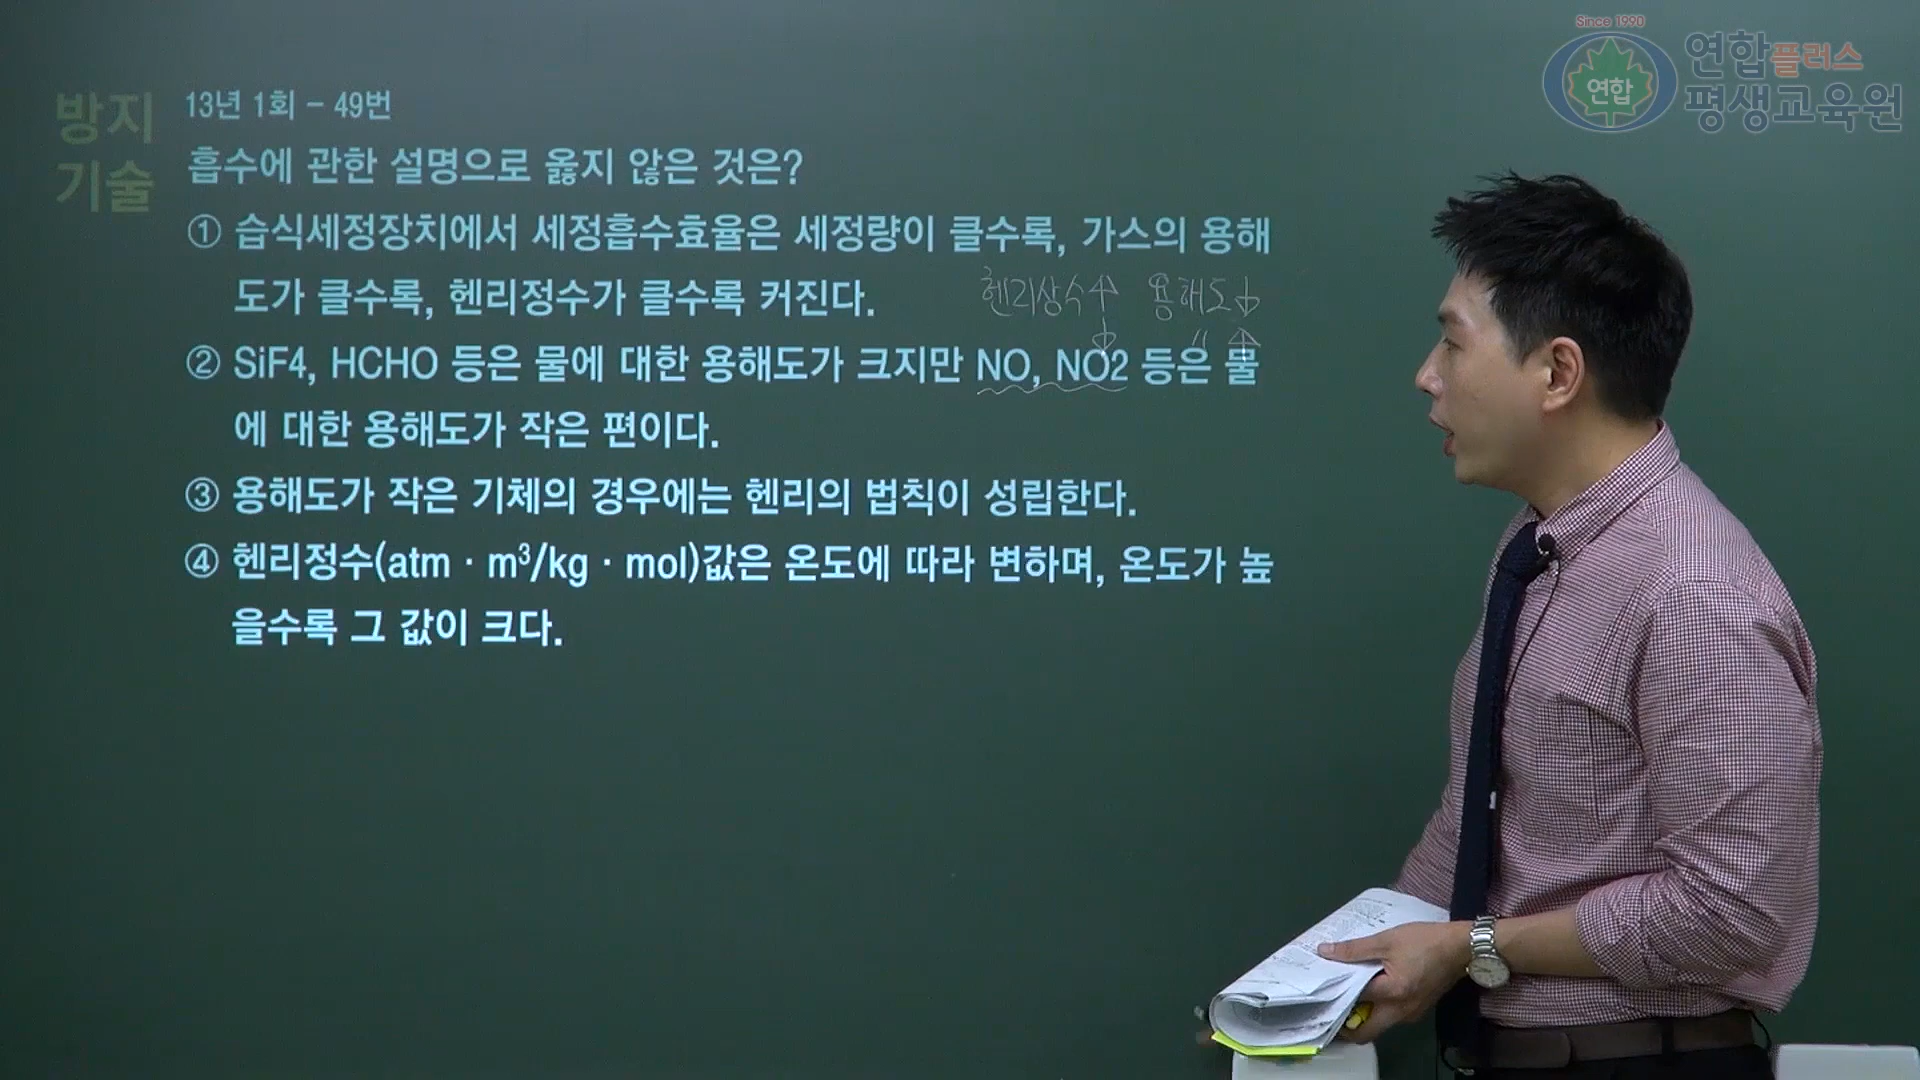 Since 1990
연합
연합플러스
평생교육원
방지
기술
13년 1회 - 49번
흡수에 관한 설명으로 옳지 않은 것은?
① 습식세정장치에서 세정흡수효율은 세정량이 클수록, 가스의 용해
도가 클수록, 헨리정수가 클수록 커진다.
헨리상수↑ 용해도↓
↓ 〃 ↑
② SiF4, HCHO 등은 물에 대한 용해도가 크지만 NO, NO2 등은 물
에 대한 용해도가 작은 편이다.
③ 용해도가 작은 기체의 경우에는 헨리의 법칙이 성립한다.
④ 헨리정수(atm · m³/kg · mol)값은 온도에 따라 변하며, 온도가 높
을수록 그 값이 크다.